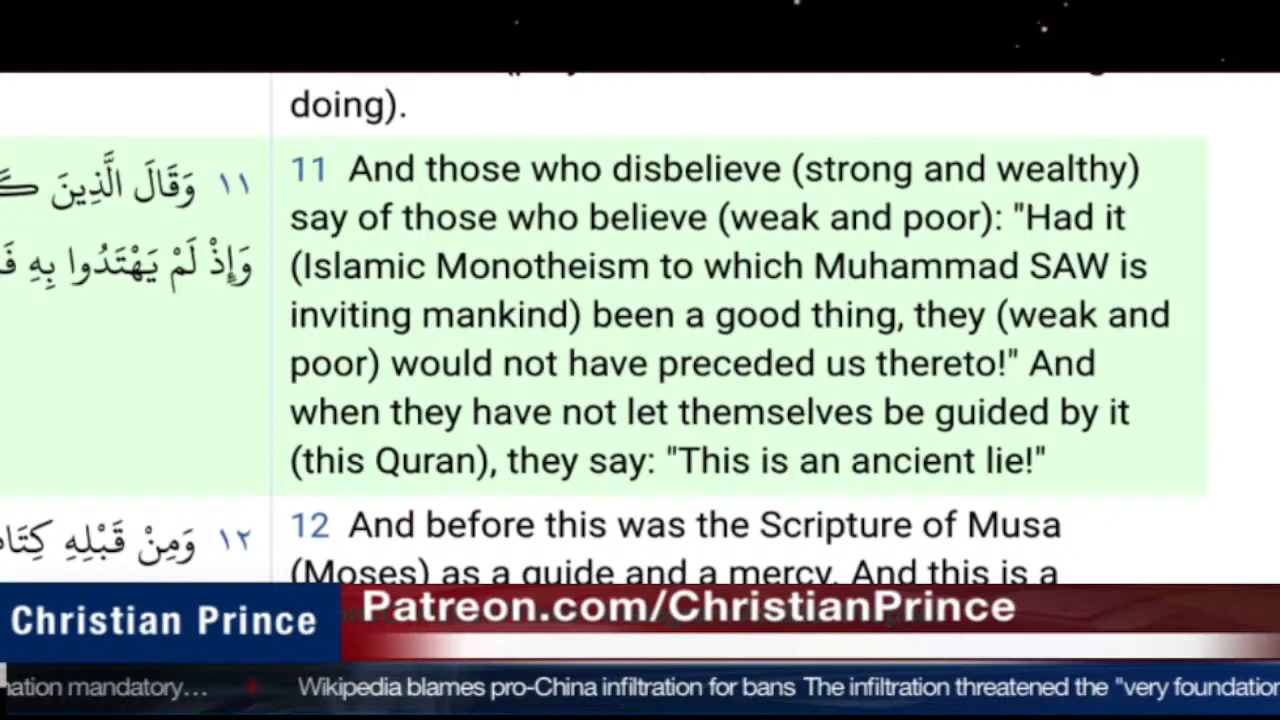 doing).
١١ وَقَالَ الَّذِينَ
وَإِذْ لَمْ يَهْتَدُوا بِهِ
11 And those who disbelieve (strong and wealthy)
say of those who believe (weak and poor): "Had it
(Islamic Monotheism to which Muhammad SAW is
inviting mankind) been a good thing, they (weak and
poor) would not have preceded us thereto!" And
when they have not let themselves be guided by it
(this Quran), they say: "This is an ancient lie!"
١٢ وَمِنْ قَبْلِهِ
12 And before this was the Scripture of Musa
(Moses) as a guide and a mercy. And this is a
Christian Prince
Patreon.com/ChristianPrince
mandatory... Wikipedia blames pro-China infiltration for bans The infiltration threatened the "very